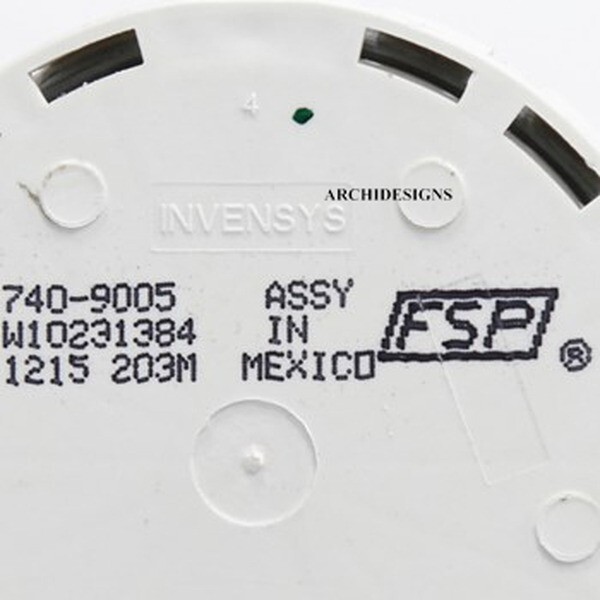 4
ARCHIDESIGNS
INVENSYS
740-9005 ASSY
W10231384 IN
1215 203M MEXICO
FSP®